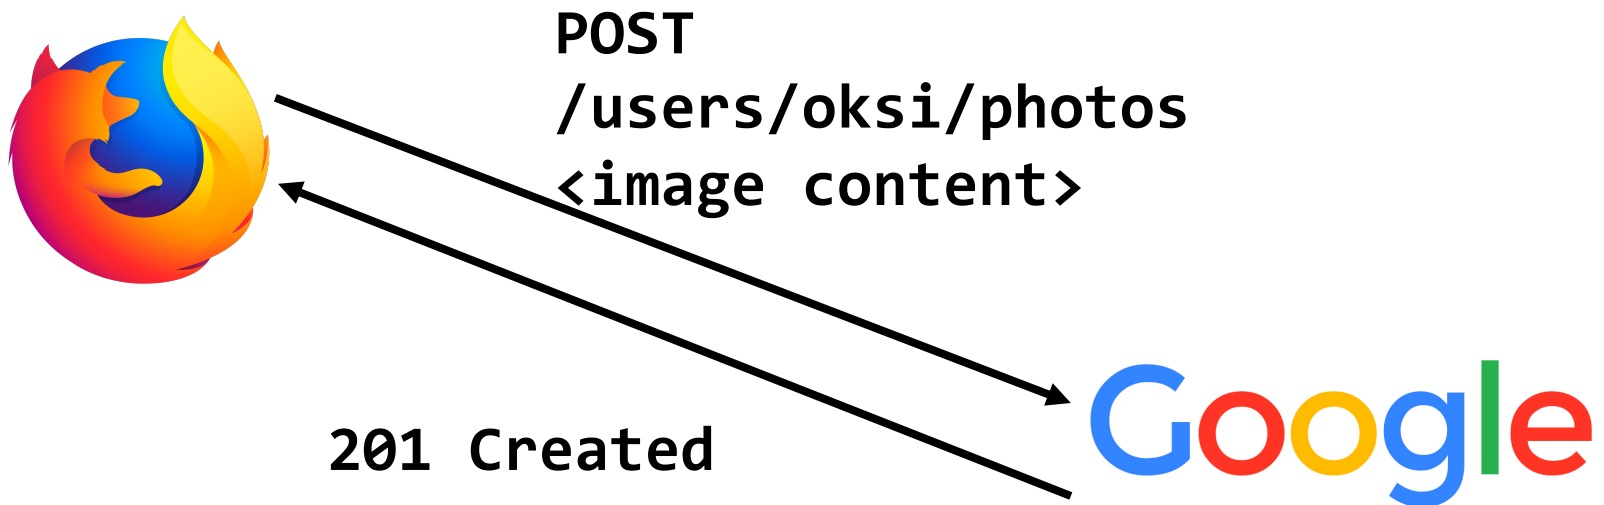 POST
/users/oksi/photos
<image content>
Google
201 Created